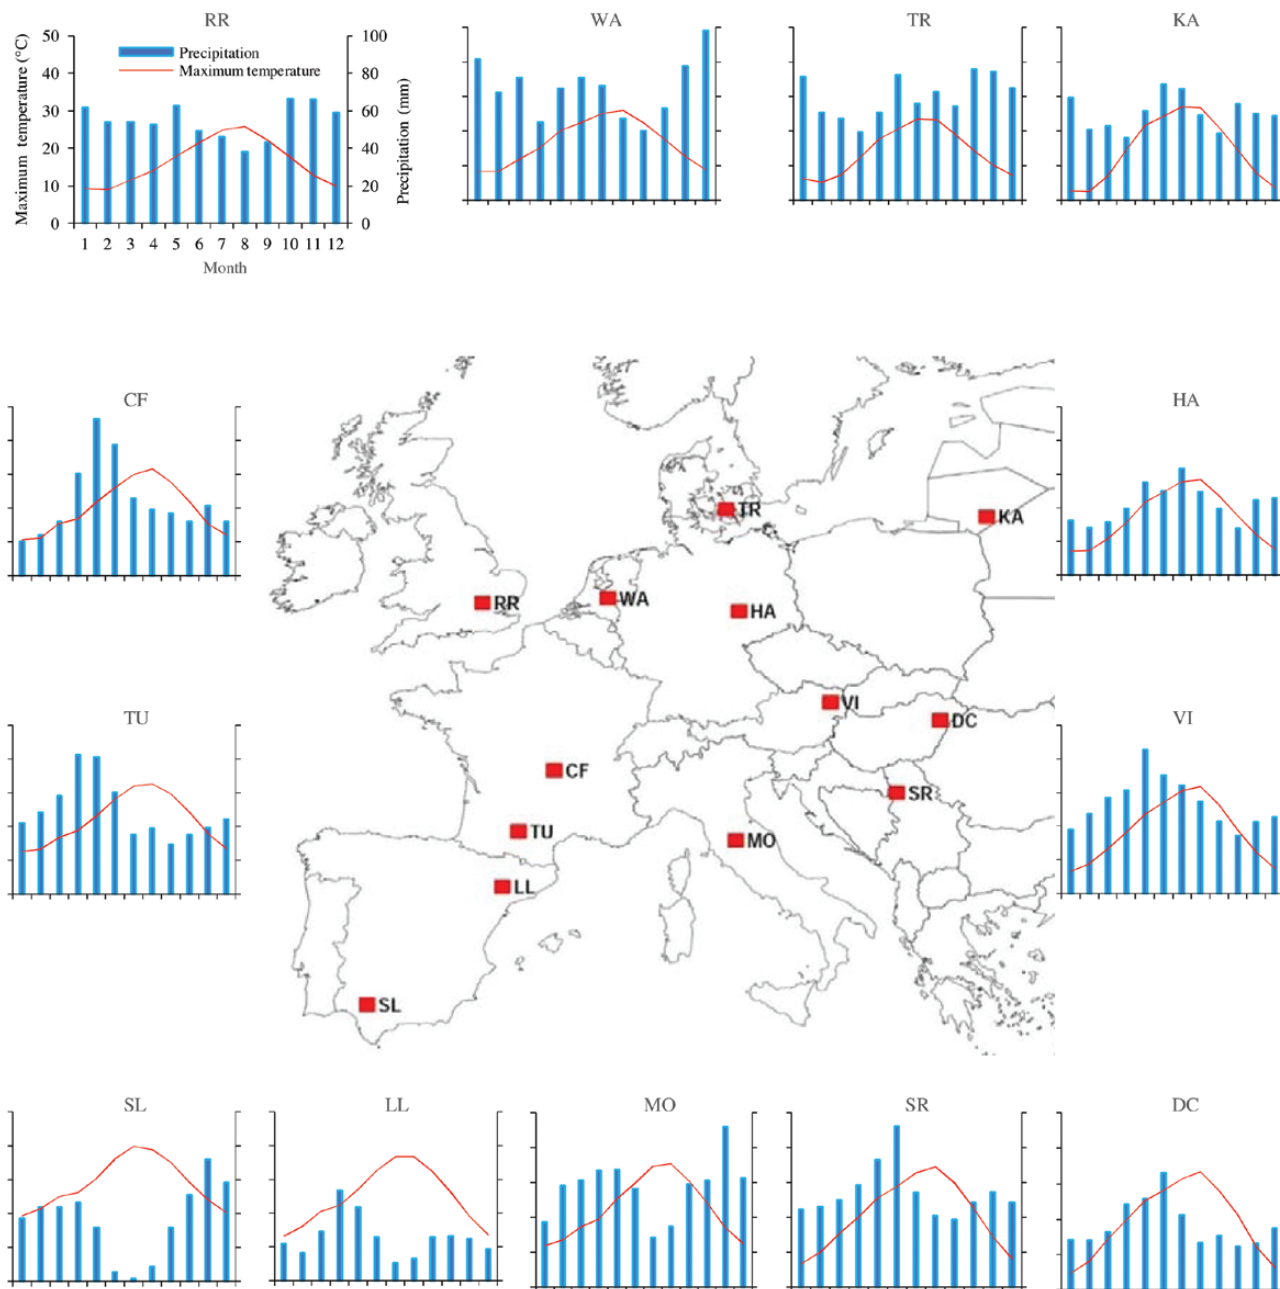 RR
WA
TR
KA
Maximum temperature (°C)
50
40
30
20
10
0
Precipitation
Maximum temperature
100
80
60
40
20
0
Precipitation (mm)
1 2 3 4 5 6 7 8 9 10 11 12
Month
CF
HA
TR
KA
RR
WA
HA
VI
DC
CF
SR
TU
MO
LL
SL
TU
VI
SL
LL
MO
SR
DC